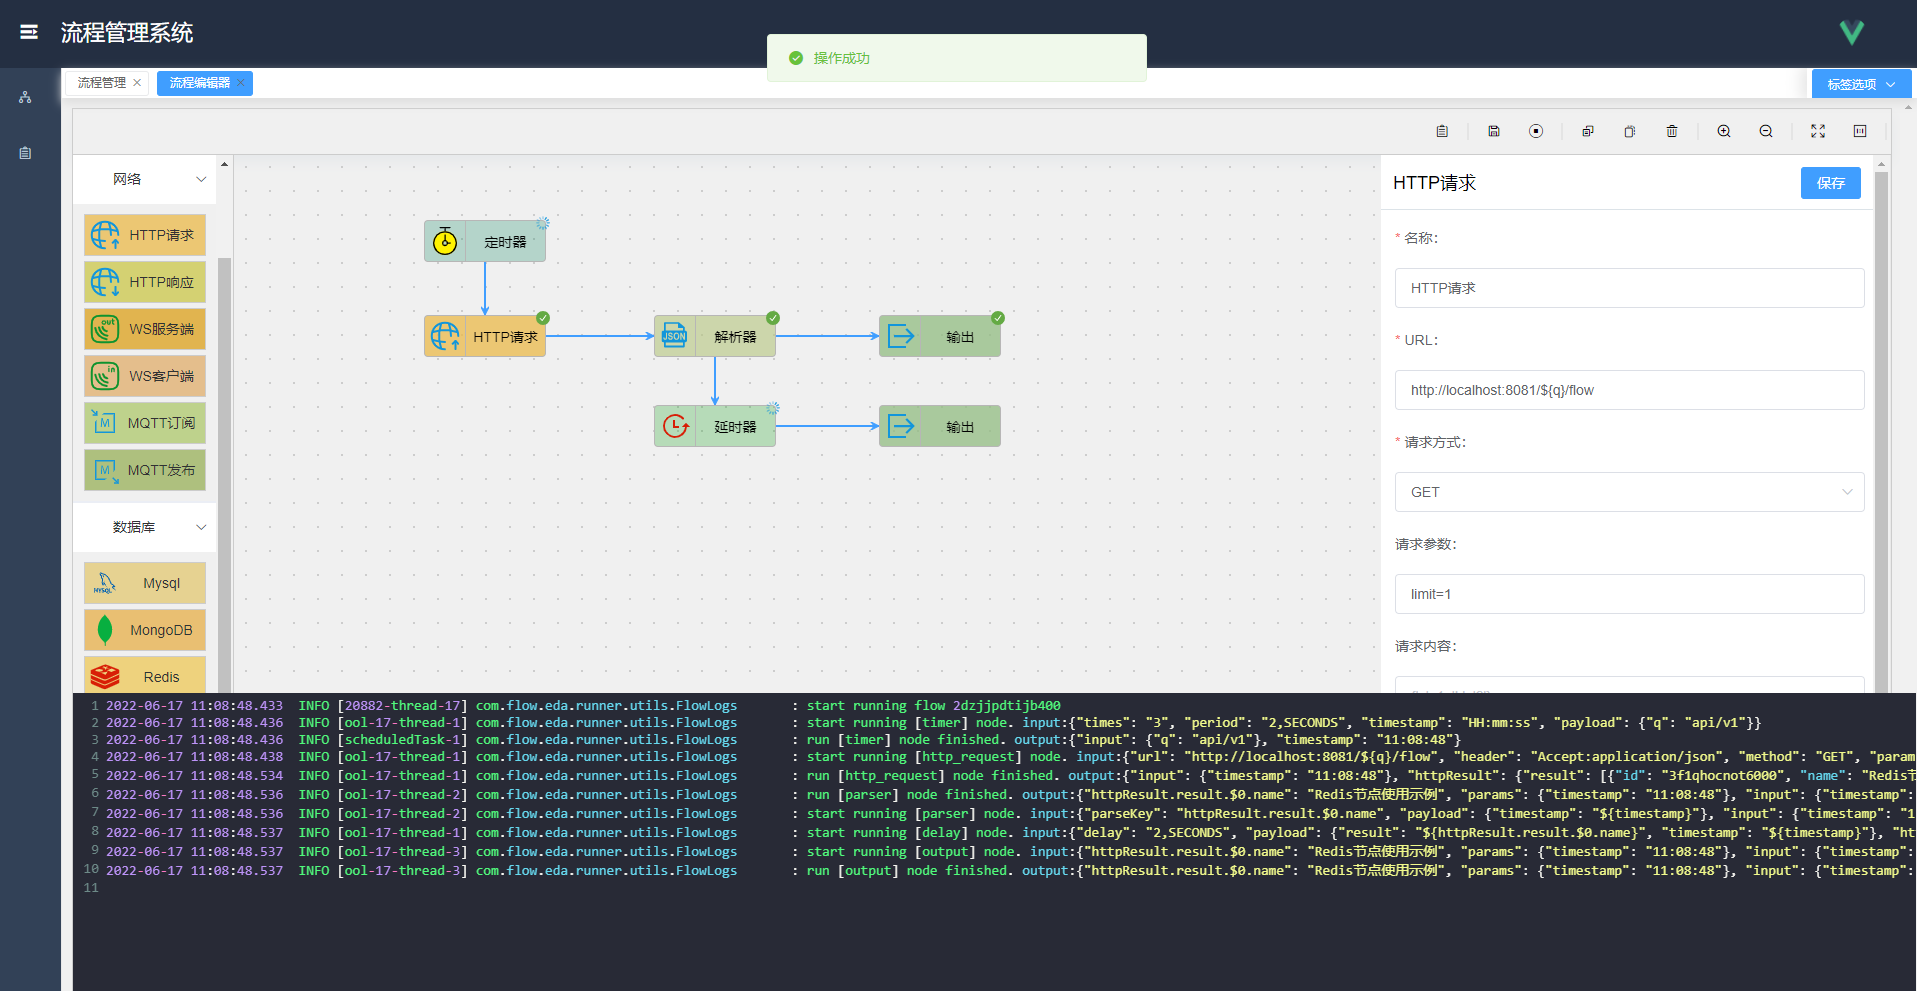 流程管理系统
操作成功
流程管理
流程编辑器
标签选项
网络
HTTP请求
HTTP响应
WS服务端
WS客户端
MQTT订阅
MQTT发布
数据库
Mysql
MongoDB
Redis
定时器
HTTP请求
解析器
输出
延时器
输出
HTTP请求
保存
* 名称:
HTTP请求
* URL:
http://localhost:8081/${q}/flow
* 请求方式:
GET
请求参数:
limit=1
请求内容:
1 2022-06-17 11:08:48.433 INFO [20882-thread-17] com.flow.eda.runner.utils.FlowLogs : start running flow 2dzjjpdtijb400
2 2022-06-17 11:08:48.436 INFO [ool-17-thread-1] com.flow.eda.runner.utils.FlowLogs : start running [timer] node. input:{"times": "3", "period": "2,SECONDS", "timestamp": "HH:mm:ss", "payload": {"q": "api/v1"}}
3 2022-06-17 11:08:48.436 INFO [scheduledTask-1] com.flow.eda.runner.utils.FlowLogs : run [timer] node finished. output:{"input": {"q": "api/v1"}, "timestamp": "11:08:48"}
4 2022-06-17 11:08:48.438 INFO [ool-17-thread-1] com.flow.eda.runner.utils.FlowLogs : start running [http_request] node. input:{"url": "http://localhost:8081/${q}/flow", "header": "Accept:application/json", "method": "GET", "param
5 2022-06-17 11:08:48.534 INFO [ool-17-thread-1] com.flow.eda.runner.utils.FlowLogs : run [http_request] node finished. output:{"input": {"timestamp": "11:08:48"}, "httpResult": {"result": [{"id": "3f1qhocnot6000", "name": "Redis节
6 2022-06-17 11:08:48.536 INFO [ool-17-thread-2] com.flow.eda.runner.utils.FlowLogs : run [parser] node finished. output:{"httpResult.result.$0.name": "Redis节点使用示例", "params": {"timestamp": "11:08:48"}, "input": {"timestamp":
7 2022-06-17 11:08:48.536 INFO [ool-17-thread-2] com.flow.eda.runner.utils.FlowLogs : start running [parser] node. input:{"parseKey": "httpResult.result.$0.name", "payload": {"timestamp": "${timestamp}"}, "input": {"timestamp": "1
8 2022-06-17 11:08:48.537 INFO [ool-17-thread-1] com.flow.eda.runner.utils.FlowLogs : start running [delay] node. input:{"delay": "2,SECONDS", "payload": {"result": "${httpResult.result.$0.name}", "timestamp": "${timestamp}"}, "ht
9 2022-06-17 11:08:48.537 INFO [ool-17-thread-3] com.flow.eda.runner.utils.FlowLogs : start running [output] node. input:{"httpResult.result.$0.name": "Redis节点使用示例", "params": {"timestamp": "11:08:48"}, "input": {"timestamp":
10 2022-06-17 11:08:48.537 INFO [ool-17-thread-3] com.flow.eda.runner.utils.FlowLogs : run [output] node finished. output:{"httpResult.result.$0.name": "Redis节点使用示例", "params": {"timestamp": "11:08:48"}, "input": {"timestamp":
11